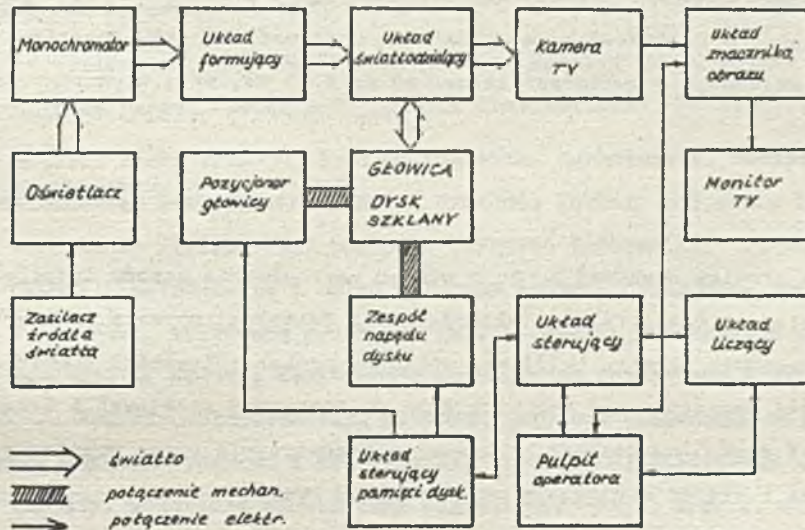 Monochromator
Układ
formujący
Układ
światłodzielący
Kamera
TV
Układ
znacznika
obrazu
Oświetlacz
Pozycjoner
głowicy
GŁOWICA
DYSK
SZKLANY
Monitor
TV
Zasilacz
źródła
światła
Zespół
napędu
dysku
Układ
sterujący
Układ
liczący
Układ
sterujący
pamięci dysk.
Pulpit
operatora
światło
połączenie mechan.
połączenie elektr.